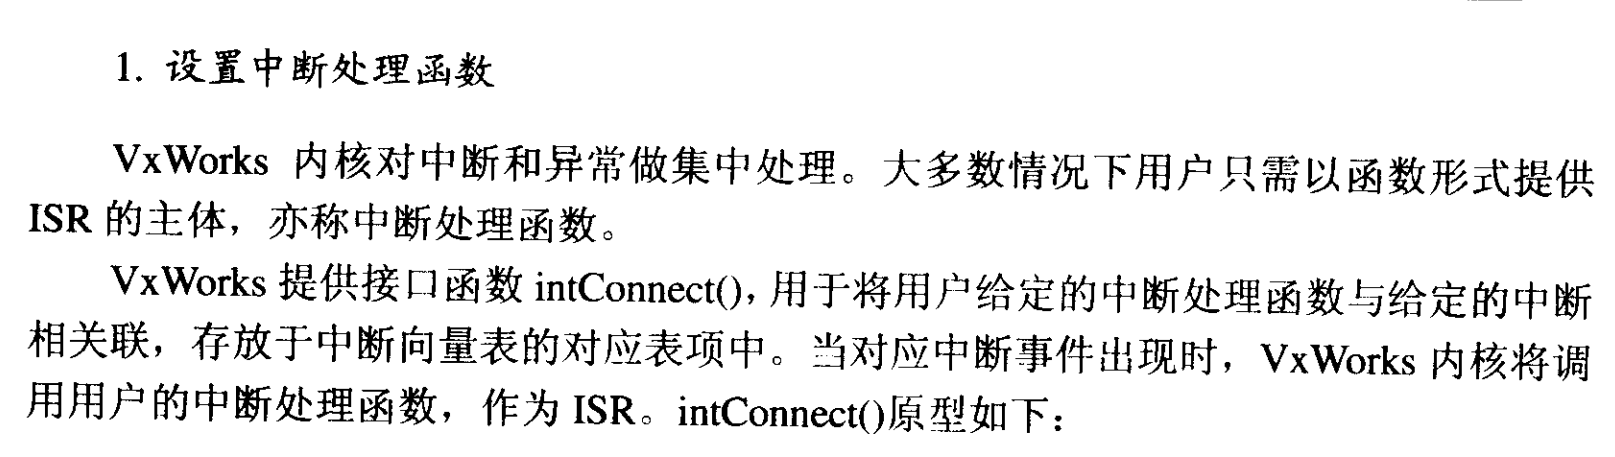 1. 设置中断处理函数
VxWorks 内核对中断和异常做集中处理。大多数情况下用户只需以函数形式提供
ISR 的主体，亦称中断处理函数。
VxWorks 提供接口函数 intConnect(), 用于将用户给定的中断处理函数与给定的中断
相关联，存放于中断向量表的对应表项中。当对应中断事件出现时，VxWorks 内核将调
用用户的中断处理函数，作为 ISR。intConnect()原型如下：